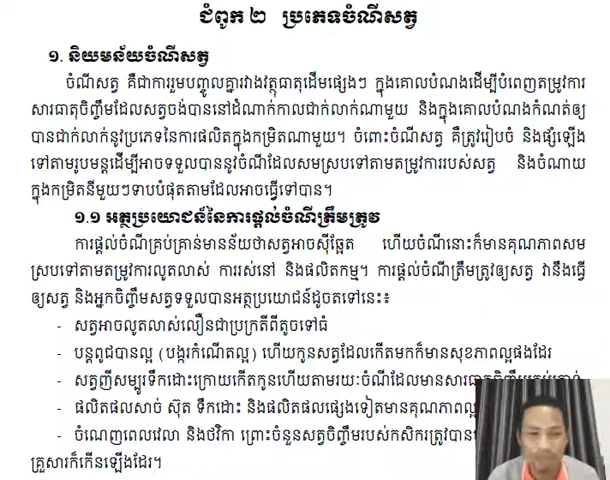 ជំពូក ២ ប្រភេទចំណីសត្វ
១. និយមន័យចំណីសត្វ
ចំណីសត្វ គឺជាការរួមបញ្ចូលគ្នារវាងវត្ថុធាតុដើមផ្សេងៗ ក្នុងគោលបំណងដើម្បីបំពេញតម្រូវការ
សារធាតុចិញ្ចឹមដែលសត្វចង់បាននៅដំណាក់កាលជាក់លាក់ណាមួយ និងក្នុងគោលបំណងកំណត់ឲ្យ
បានជាក់លាក់នូវប្រភេទនៃការផលិតក្នុងកម្រិតណាមួយ។ ចំពោះចំណីសត្វ គឺត្រូវរៀបចំ និងផ្សំឡើង
ទៅតាមរូបមន្តដើម្បីអាចទទួលបាននូវចំណីដែលសមស្របទៅតាមតម្រូវការរបស់សត្វ និងចំណាយ
ក្នុងកម្រិតនីមួយៗទាបបំផុតតាមដែលអាចធ្វើទៅបាន។
១.១ អត្ថប្រយោជន៍នៃការផ្តល់ចំណីត្រឹមត្រូវ
ការផ្តល់ចំណីគ្រប់គ្រាន់មានន័យថាសត្វអាចស៊ីឆ្អែត ហើយចំណីនោះក៏មានគុណភាពសម
ស្របទៅតាមតម្រូវការលូតលាស់ ការរស់នៅ និងផលិតកម្ម។ ការផ្តល់ចំណីត្រឹមត្រូវឲ្យសត្វ វានឹងធ្វើ
ឲ្យសត្វ និងអ្នកចិញ្ចឹមសត្វទទួលបានអត្ថប្រយោជន៍ដូចតទៅនេះ៖
- សត្វអាចលូតលាស់លឿនជាប្រក្រតីពីតូចទៅធំ
- បន្តពូជបានល្អ (បង្ករកំណើតល្អ) ហើយកូនសត្វដែលកើតមកក៏មានសុខភាពល្អផងដែរ
- សត្វញីសម្បូរទឹកដោះក្រោយកើតកូនហើយតាមរយៈចំណីដែលមានសារធាតុចិញ្ចឹមគ្រប់គ្រាន់
- ផលិតផលសាច់ ស៊ុត ទឹកដោះ និងផលិតផលផ្សេងទៀតមានគុណភាពល្អ
- ចំណេញពេលវេលា និងថវិកា ព្រោះចំនួនសត្វចិញ្ចឹមរបស់កសិករត្រូវបាន
គ្រួសារក៏កើនឡើងដែរ។